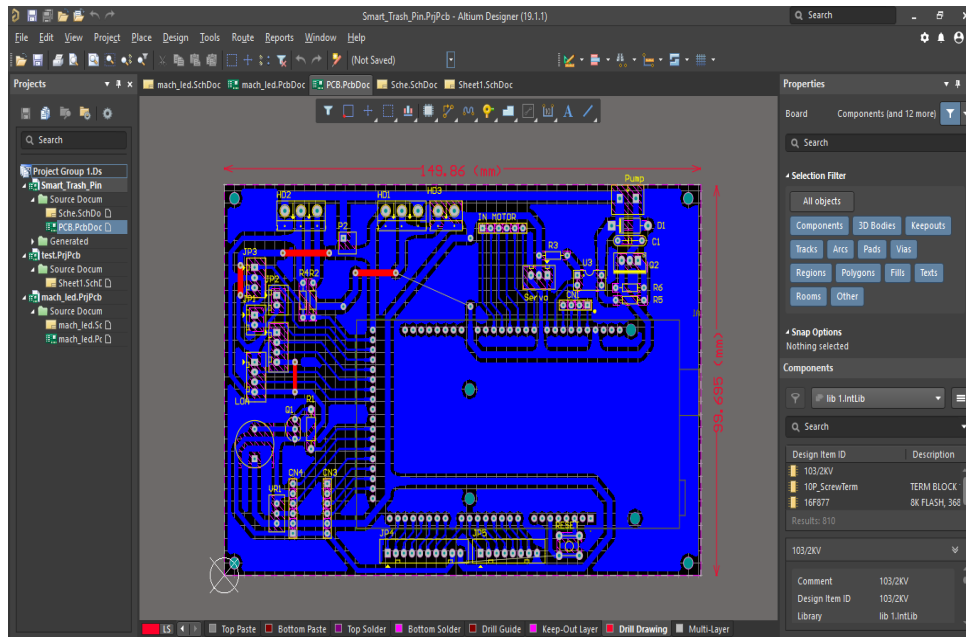 Smart_Trash_Pin.PrjPcb - Altium Designer (19.1.1)
Search
File Edit View Project Place Design Tools Route Reports Window Help
(Not Saved)
Projects
mach_led.SchDoc mach_led.PcbDoc PCB.PcbDoc Sche.SchDoc Sheet1.SchDoc
Properties
Board Components (and 12 more)
Search
Search
Project Group 1.Ds
Smart_Trash_Pin
Source Docum
Sche.SchDo
PCB.PcbDoc
Generated
test.PrjPcb
Source Docum
Sheet1.SchD
mach_led.PrjPcb
Source Docum
mach_led.Sc
mach_led.Pc
149.86 (mm)
99.695 (mm)
HD2 HD1 HD3 Pump
IN MOTOR D1
P2 C1
JP3 R3 U3 Q2
JP2 R4 R2
Servo CN1 R6
JP1 R5
LOA
Q1 R1
CN4 CN3
VR1
RESE
JP4 JP5
Selection Filter
All objects
Components 3D Bodies Keepouts
Tracks Arcs Pads Vias
Regions Polygons Fills Texts
Rooms Other
Snap Options
Nothing selected
Components
lib 1.IntLib
Search
Design Item ID Description
103/2KV
10P_ScrewTerm TERM BLOCK
16F877 8K FLASH, 368
Results: 810
103/2KV
Comment 103/2KV
Design Item ID 103/2KV
Library lib 1.IntLib
LS Top Paste Bottom Paste Top Solder Bottom Solder Drill Guide Keep-Out Layer Drill Drawing Multi-Layer